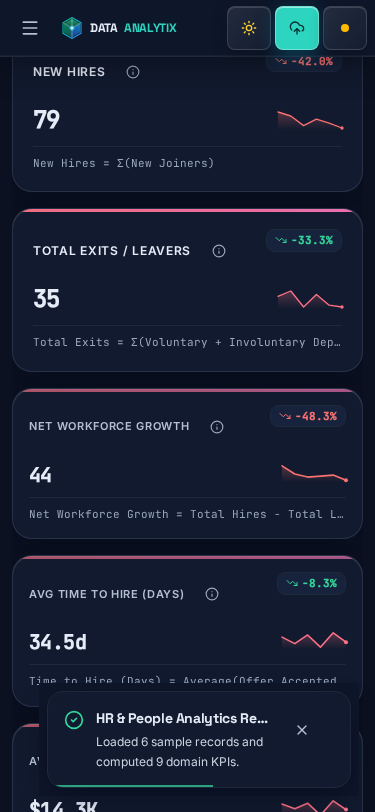 DATA ANALYTIX
NEW HIRES
-42.0%
79
New Hires = Σ(New Joiners)
TOTAL EXITS / LEAVERS
-33.3%
35
Total Exits = Σ(Voluntary + Involuntary Dep…
NET WORKFORCE GROWTH
-48.3%
44
Net Workforce Growth = Total Hires - Total L…
AVG TIME TO HIRE (DAYS)
-8.3%
34.5d
Time to Hire (Days) = Average(Offer Accepted
HR & People Analytics Re…
Loaded 6 sample records and
computed 9 domain KPIs.
$14.3K